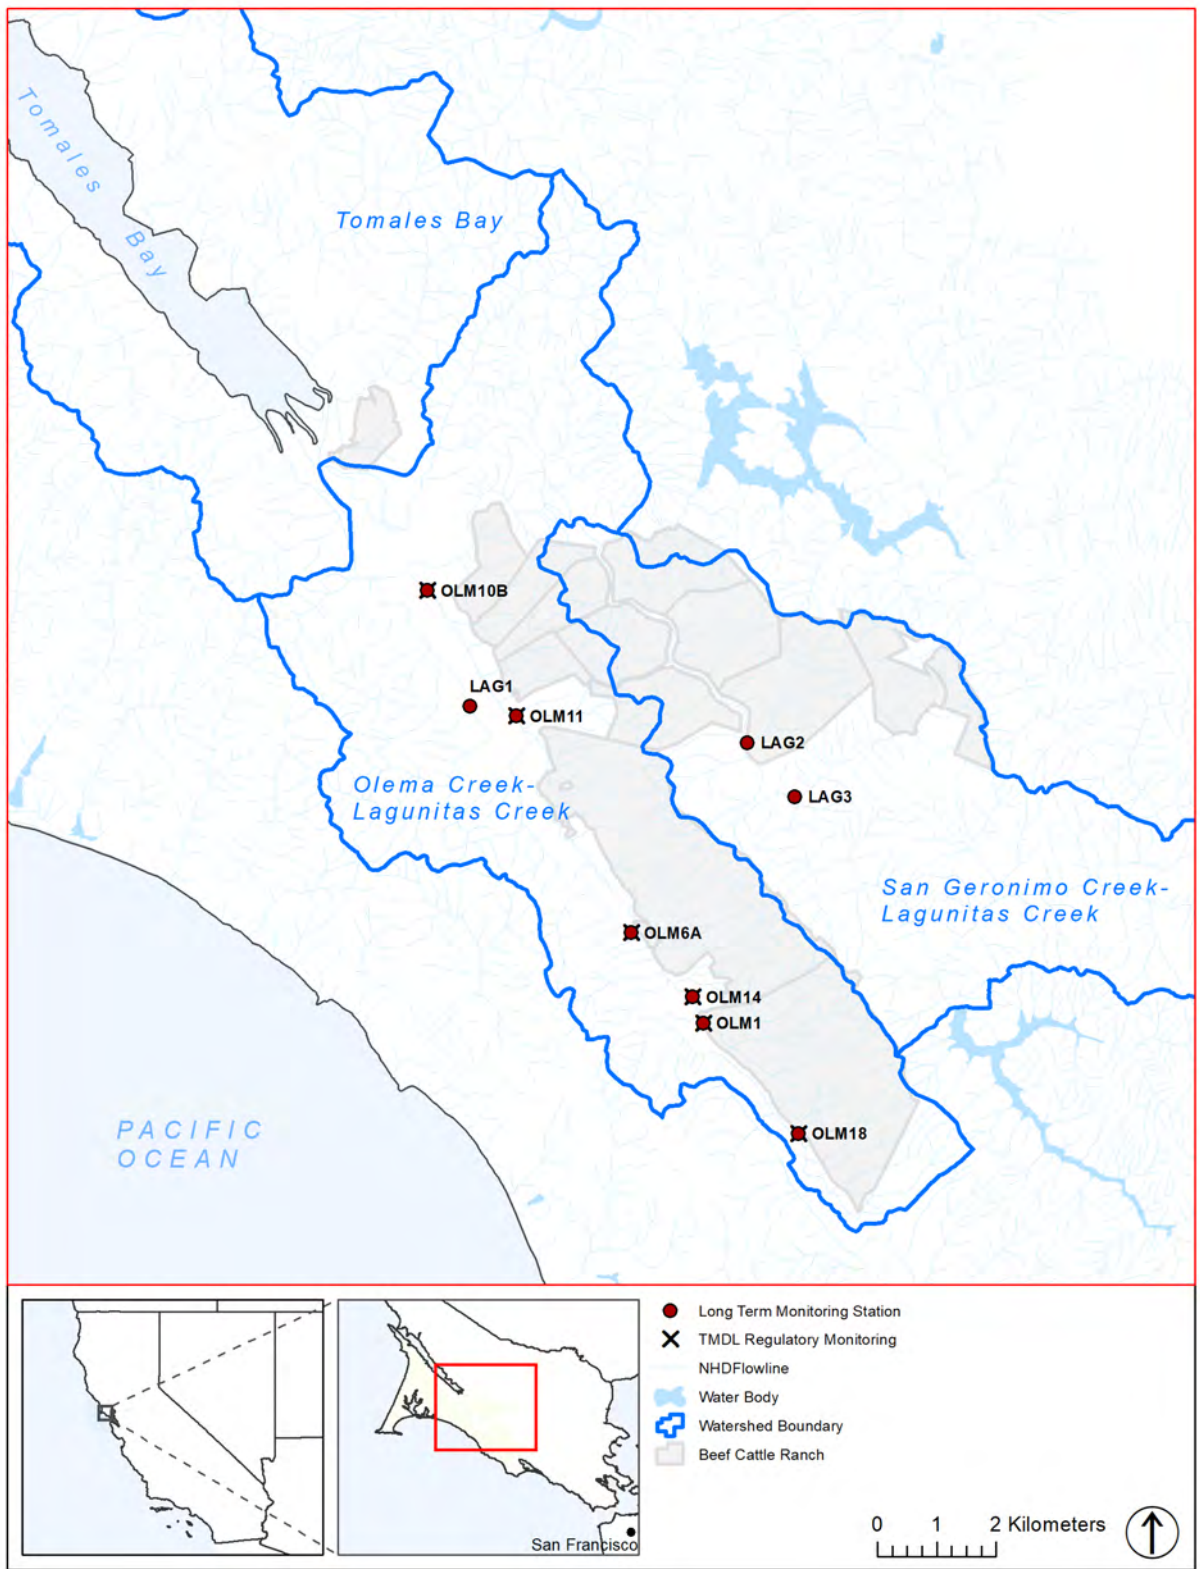 Tomales
Bay
Tomales Bay
OLM10B
LAG1
OLM11
LAG2
Olema Creek-
Lagunitas Creek
LAG3
San Geronimo Creek-
Lagunitas Creek
OLM6A
OLM14
OLM1
PACIFIC
OCEAN
OLM18
San Francisco
Long Term Monitoring Station
TMDL Regulatory Monitoring
NHDFlowline
Water Body
Watershed Boundary
Beef Cattle Ranch
0 1 2 Kilometers